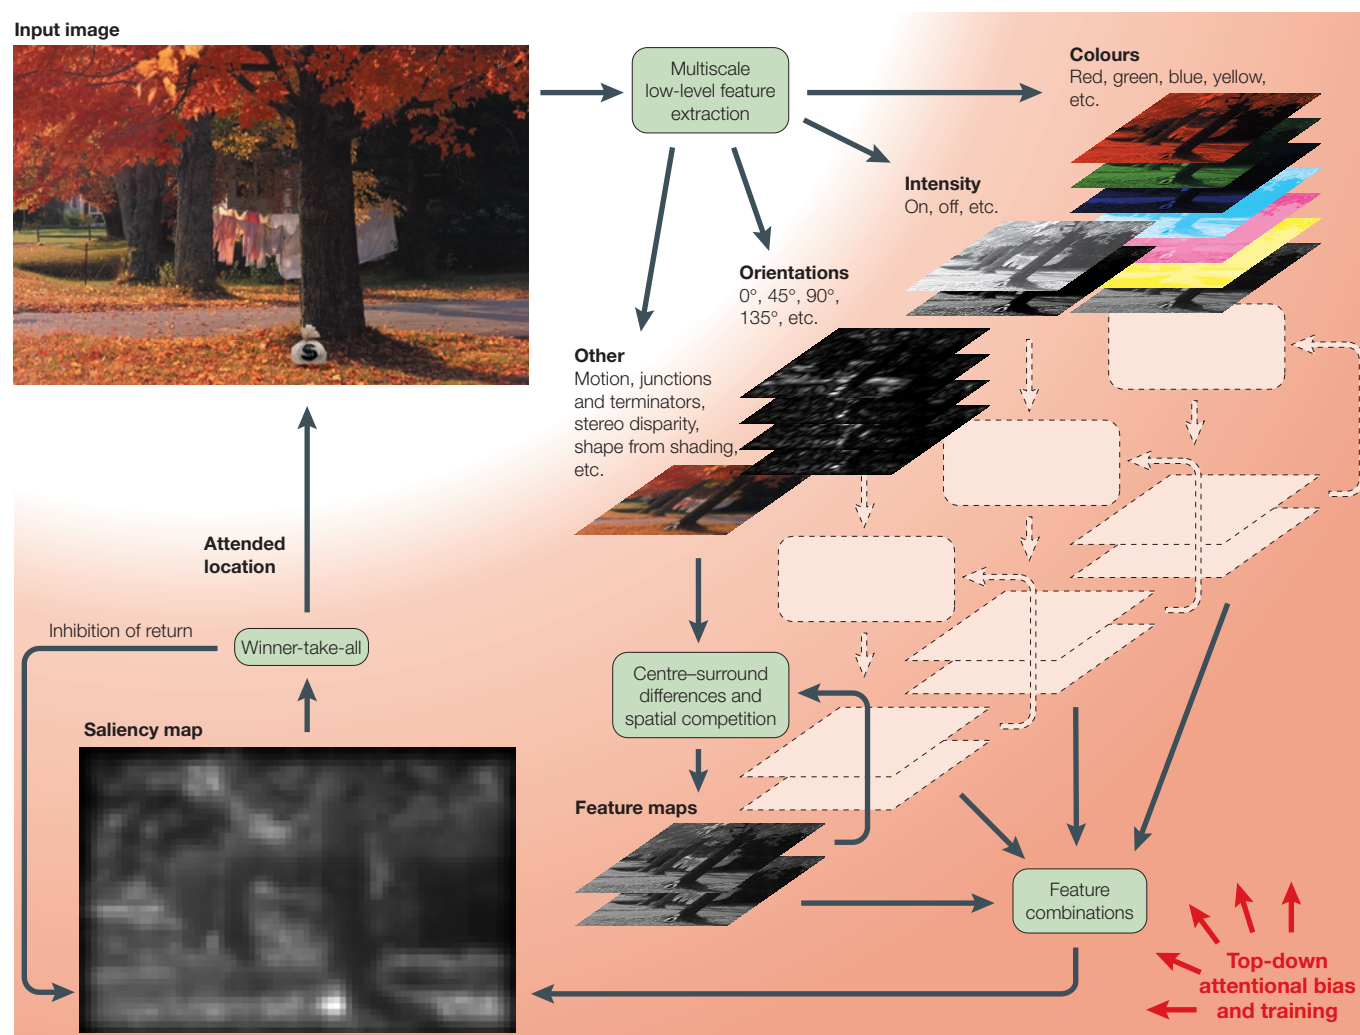 Input image
Multiscale
low-level feature
extraction
Colours
Red, green, blue, yellow,
etc.
Intensity
On, off, etc.
Orientations
0°, 45°, 90°,
135°, etc.
Other
Motion, junctions
and terminators,
stereo disparity,
shape from shading,
etc.
$
Attended
location
Inhibition of return
Winner-take-all
Centre–surround
differences and
spatial competition
Saliency map
Feature maps
Feature
combinations
Top-down
attentional bias
and training